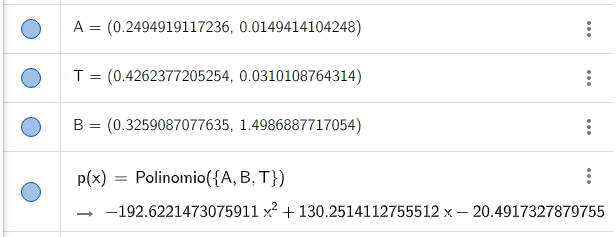 A = (0.2494919117236, 0.0149414104248)
T = (0.4262377205254, 0.0310108764314)
B = (0.3259087077635, 1.4986887717054)
p(x) = Polinomio({A, B, T})
→ −192.6221473075911 x² + 130.2514112755512 x − 20.4917327879755